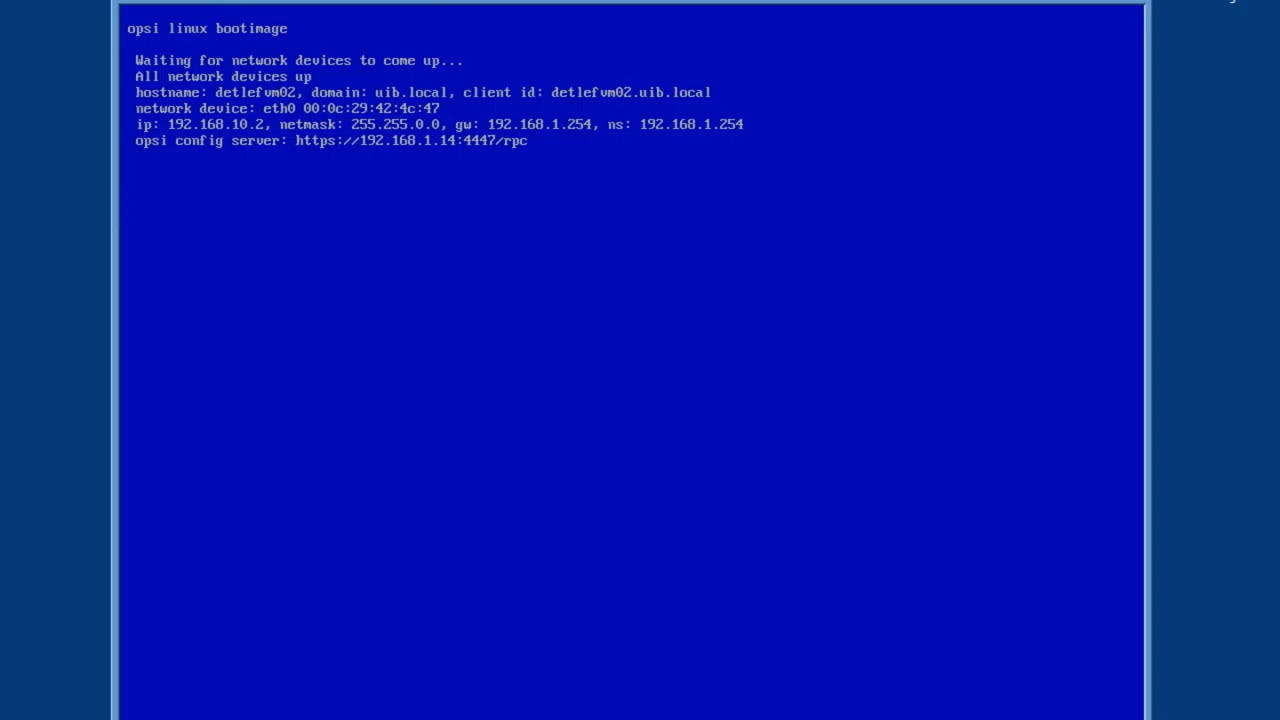 opsi linux bootimage
Waiting for network devices to come up...
All network devices up
hostname: detlefvm02, domain: uib.local, client id: detlefvm02.uib.local
network device: eth0 00:0c:29:42:4c:47
ip: 192.168.10.2, netmask: 255.255.0.0, gw: 192.168.1.254, ns: 192.168.1.254
opsi config server: https://192.168.1.14:4447/rpc